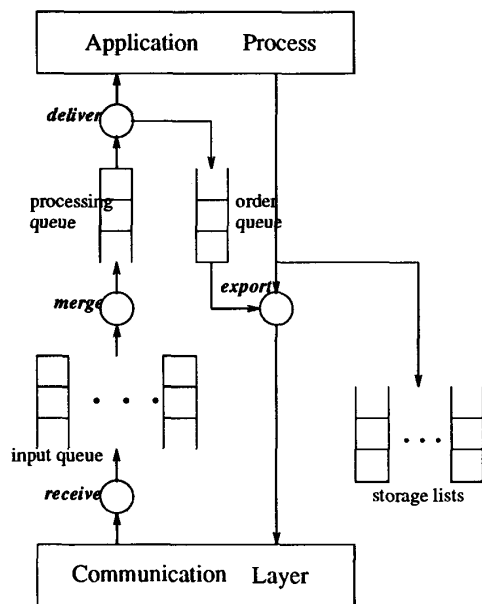 Application Process
deliver
processing
queue
order
queue
merge
export
input queue
receive
storage lists
Communication Layer